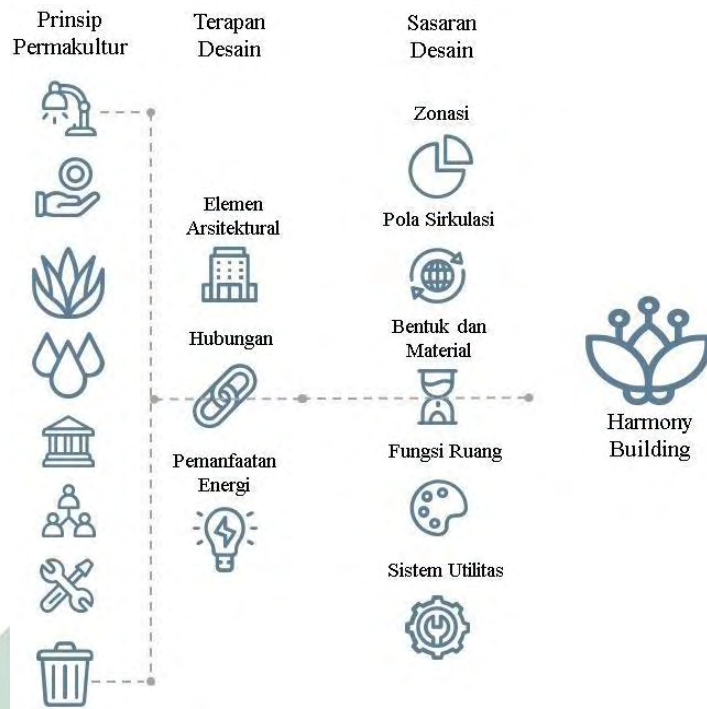 Prinsip
Permakultur
Terapan
Desain
Sasaran
Desain
Elemen
Arsitektural
Hubungan
Pemanfaatan
Energi
Zonasi
Pola Sirkulasi
Bentuk dan
Material
Fungsi Ruang
Sistem Utilitas
Harmony
Building